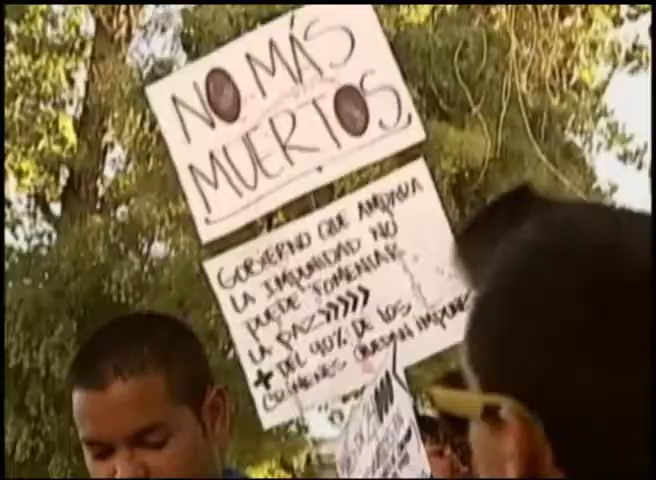 NO MÁS
MUERTOS.
GOBIERNO QUE AMPARA
LA IMPUNIDAD NO
PUEDE FOMENTAR
LA PAZ
+ DEL 90% DE LOS
CRÍMENES QUEDAN IMPUNES